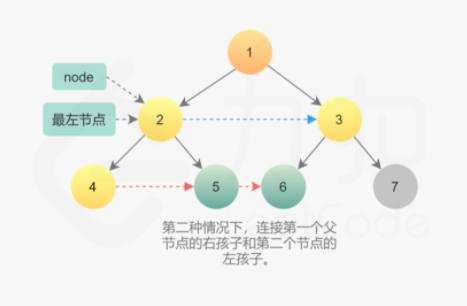 1
node
最左节点
2
3
4
5
6
7
第二种情况下，连接第一个父
节点的右孩子和第二个节点的
左孩子。